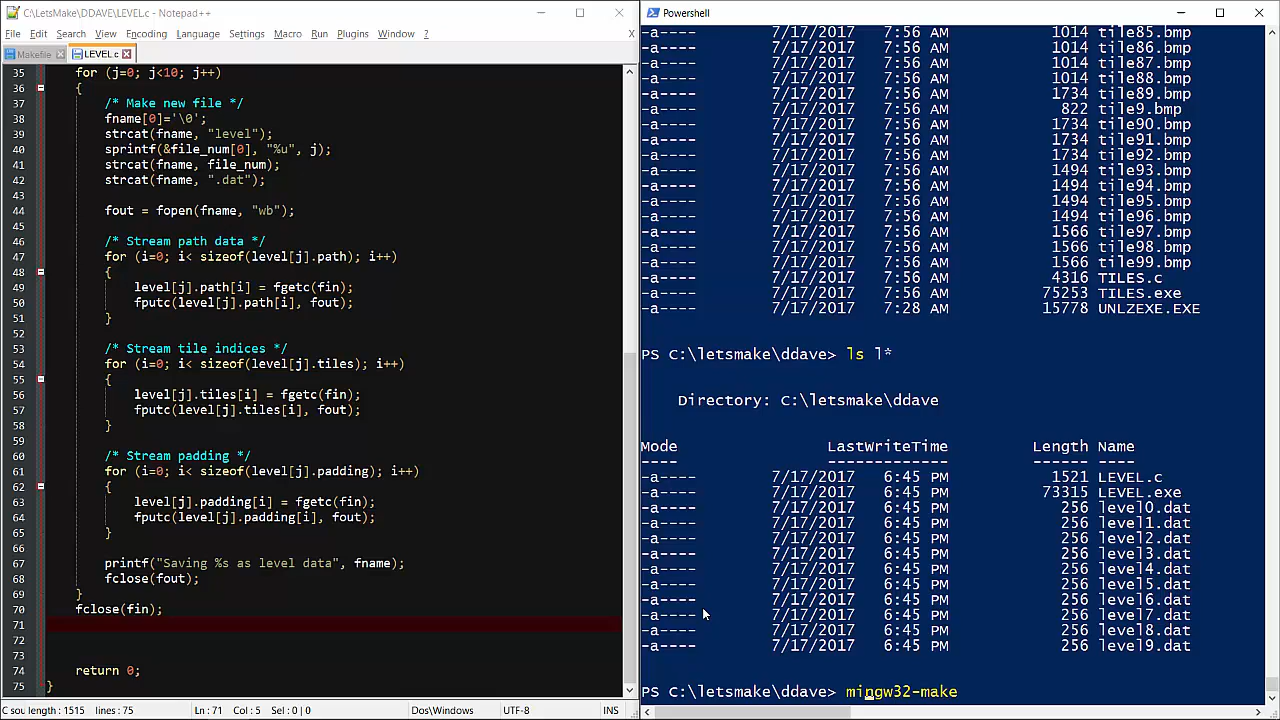 C:\LetsMake\DDAVE\LEVEL.c - Notepad++
File Edit Search View Encoding Language Settings Macro Run Plugins Window ? X
Makefile LEVEL.c
35 for (j=0; j<10; j++)
36 {
37 /* Make new file */
38 fname[0]='\0';
39 strcat(fname, "level");
40 sprintf(&file_num[0], "%u", j);
41 strcat(fname, file_num);
42 strcat(fname, ".dat");
43
44 fout = fopen(fname, "wb");
45
46 /* Stream path data */
47 for (i=0; i< sizeof(level[j].path); i++)
48 {
49 level[j].path[i] = fgetc(fin);
50 fputc(level[j].path[i], fout);
51 }
52
53 /* Stream tile indices */
54 for (i=0; i< sizeof(level[j].tiles); i++)
55 {
56 level[j].tiles[i] = fgetc(fin);
57 fputc(level[j].tiles[i], fout);
58 }
59
60 /* Stream padding */
61 for (i=0; i< sizeof(level[j].padding); i++)
62 {
63 level[j].padding[i] = fgetc(fin);
64 fputc(level[j].padding[i], fout);
65 }
66
67 printf("Saving %s as level data", fname);
68 fclose(fout);
69 }
70 fclose(fin);
71
72
73
74 return 0;
75 }
C sou length : 1515 lines : 75 Ln : 71 Col : 5 Sel : 0 | 0 Dos\Windows UTF-8 INS
Powershell
-a---- 7/17/2017 7:56 AM 1014 tile85.bmp
-a---- 7/17/2017 7:56 AM 1014 tile86.bmp
-a---- 7/17/2017 7:56 AM 1014 tile87.bmp
-a---- 7/17/2017 7:56 AM 1014 tile88.bmp
-a---- 7/17/2017 7:56 AM 1734 tile89.bmp
-a---- 7/17/2017 7:56 AM 822 tile9.bmp
-a---- 7/17/2017 7:56 AM 1734 tile90.bmp
-a---- 7/17/2017 7:56 AM 1734 tile91.bmp
-a---- 7/17/2017 7:56 AM 1734 tile92.bmp
-a---- 7/17/2017 7:56 AM 1494 tile93.bmp
-a---- 7/17/2017 7:56 AM 1494 tile94.bmp
-a---- 7/17/2017 7:56 AM 1494 tile95.bmp
-a---- 7/17/2017 7:56 AM 1494 tile96.bmp
-a---- 7/17/2017 7:56 AM 1566 tile97.bmp
-a---- 7/17/2017 7:56 AM 1566 tile98.bmp
-a---- 7/17/2017 7:56 AM 1566 tile99.bmp
-a---- 7/17/2017 7:56 AM 4316 TILES.c
-a---- 7/17/2017 7:56 AM 75253 TILES.exe
-a---- 7/17/2017 7:28 AM 15778 UNLZEXE.EXE
PS C:\letsmake\ddave> ls l*
Directory: C:\letsmake\ddave
Mode LastWriteTime Length Name
---- ------------- ------ ----
-a---- 7/17/2017 6:45 PM 1521 LEVEL.c
-a---- 7/17/2017 6:45 PM 73315 LEVEL.exe
-a---- 7/17/2017 6:45 PM 256 level0.dat
-a---- 7/17/2017 6:45 PM 256 level1.dat
-a---- 7/17/2017 6:45 PM 256 level2.dat
-a---- 7/17/2017 6:45 PM 256 level3.dat
-a---- 7/17/2017 6:45 PM 256 level4.dat
-a---- 7/17/2017 6:45 PM 256 level5.dat
-a---- 7/17/2017 6:45 PM 256 level6.dat
-a---- 7/17/2017 6:45 PM 256 level7.dat
-a---- 7/17/2017 6:45 PM 256 level8.dat
-a---- 7/17/2017 6:45 PM 256 level9.dat
PS C:\letsmake\ddave> mingw32-make